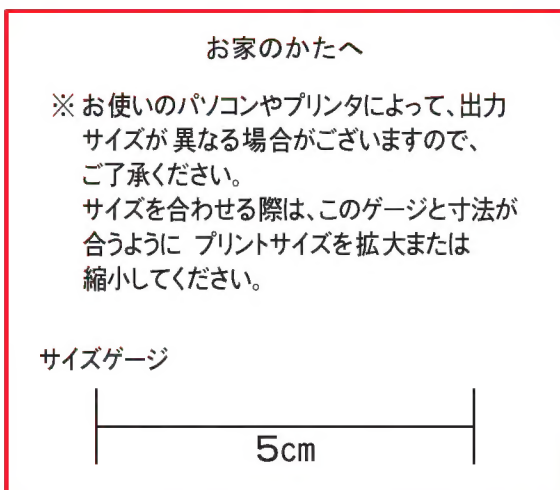 お家のかたへ
※ お使いのパソコンやプリンタによって、出力
サイズが異なる場合がございますので、
ご了承ください。
サイズを合わせる際は、このゲージと寸法が
合うように プリントサイズを拡大または
縮小してください。
サイズゲージ
5cm